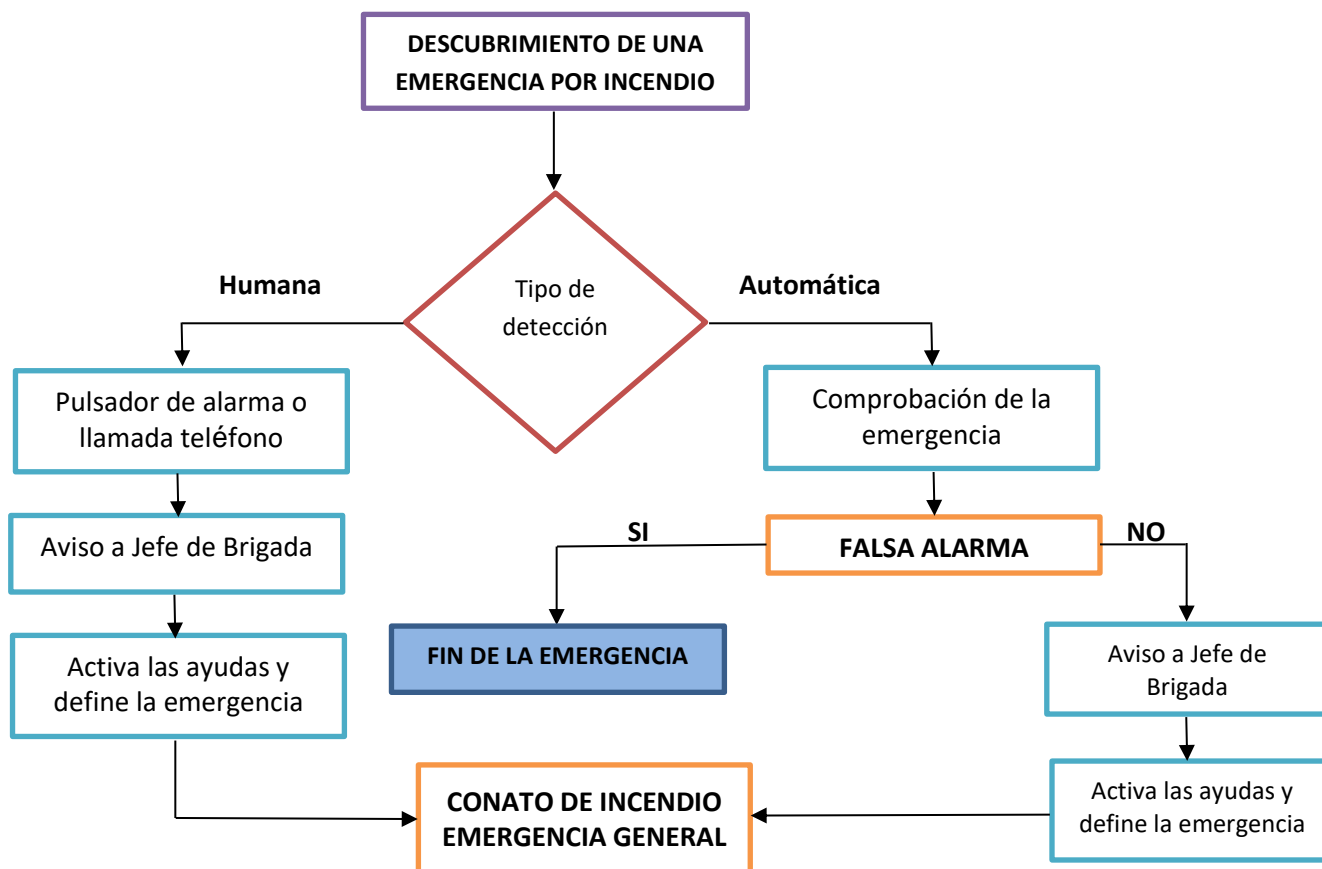 DESCUBRIMIENTO DE UNA
EMERGENCIA POR INCENDIO
Humana
Tipo de
detección
Automática
Pulsador de alarma o
llamada teléfono
Comprobación de la
emergencia
Aviso a Jefe de Brigada
SI
FALSA ALARMA
NO
Activa las ayudas y
define la emergencia
FIN DE LA EMERGENCIA
Aviso a Jefe de
Brigada
CONATO DE INCENDIO
EMERGENCIA GENERAL
Activa las ayudas y
define la emergencia